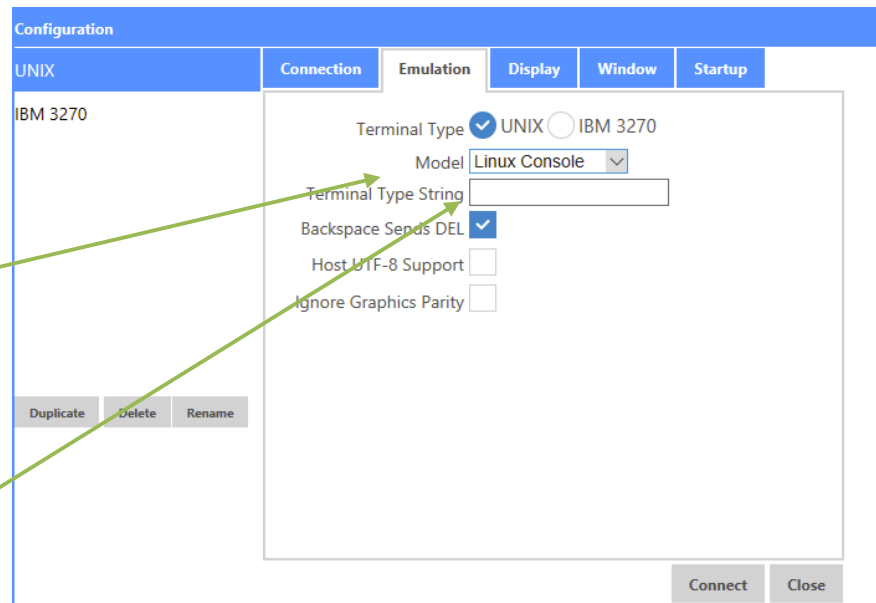 Configuration
UNIX
IBM 3270
Connection Emulation Display Window Startup
Terminal Type UNIX IBM 3270
Model Linux Console
Terminal Type String
Backspace Sends DEL
Host UTF-8 Support
Ignore Graphics Parity
Duplicate Delete Rename
Connect Close